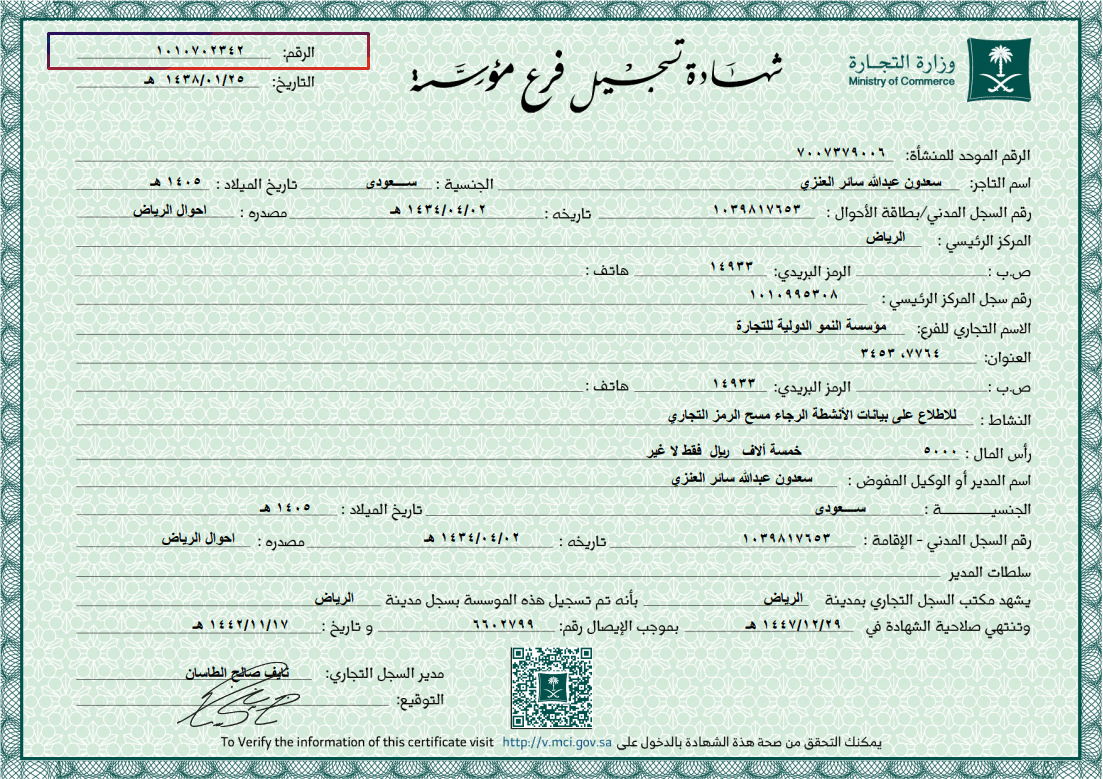 الرقم: ١٠١٠٧٠٢٣٤٢
التاريخ: ١٤٣٨/٠١/٢٥ هـ
شهادة تسجيل فرع مؤسسة
وزارة التجارة
Ministry of Commerce
الرقم الموحد للمنشأة: ٧٠٠٧٣٧٩٠٠٦
اسم التاجر: سعدون عبدالله سائر العنزي الجنسية : ســـعودى تاريخ الميلاد : ١٤٠٥ هـ
رقم السجل المدني/بطاقة الأحوال : ١٠٣٩٨١٧٦٥٣ تاريخه : ١٤٣٤/٠٤/٠٢ هـ مصدره : احوال الرياض
المركز الرئيسي : الرياض
ص.ب : الرمز البريدي: ١٤٩٣٣ هاتف :
رقم سجل المركز الرئيسي : ١٠١٠٩٩٥٣٠٨
الاسم التجاري للفرع: مؤسسة النمو الدولية للتجارة
العنوان: ٧٧٦٤، ٣٤٥٣
ص.ب : الرمز البريدي: ١٤٩٣٣ هاتف :
النشاط : للاطلاع على بيانات الأنشطة الرجاء مسح الرمز التجاري
رأس المال : ٥٠٠٠ خمسة ألاف ريال فقط لا غير
اسم المدير أو الوكيل المفوض : سعدون عبدالله سائر العنزي
الجنسيـــــــة : ســـعودى تاريخ الميلاد : ١٤٠٥ هـ
رقم السجل المدني - الإقامة : ١٠٣٩٨١٧٦٥٣ تاريخه : ١٤٣٤/٠٤/٠٢ هـ مصدره : احوال الرياض
سلطات المدير
يشهد مكتب السجل التجاري بمدينة الرياض بأنه تم تسجيل هذه الموسسة بسجل مدينة الرياض
وتنتهي صلاحية الشهادة في ١٤٤٧/١٢/٢٩ هـ بموجب الإيصال رقم: ٦٦٠٢٧٩٩ و تاريخ : ١٤٤٢/١١/١٧ هـ
مدير السجل التجاري: نايف صالح الطاسان
التوقيع:
يمكنك التحقق من صحة هذة الشهادة بالدخول على http://v.mci.gov.sa To Verify the information of this certificate visit